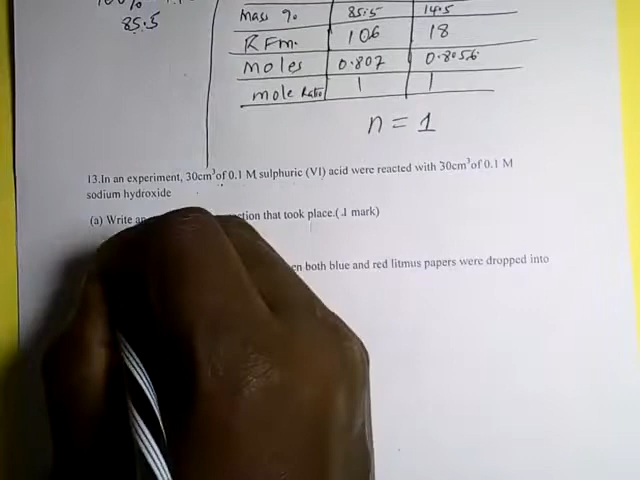 85.5
Mass % 85.5 14.5
RFm. 106 18
moles 0.807 0.8056
mole Ratio 1 1
n = 1
13.In an experiment, 30cm³of 0.1 M sulphuric (VI) acid were reacted with 30cm³of 0.1 M
sodium hydroxide
(a) Write that took place.( .1 mark)
both blue and red litmus papers were dropped into